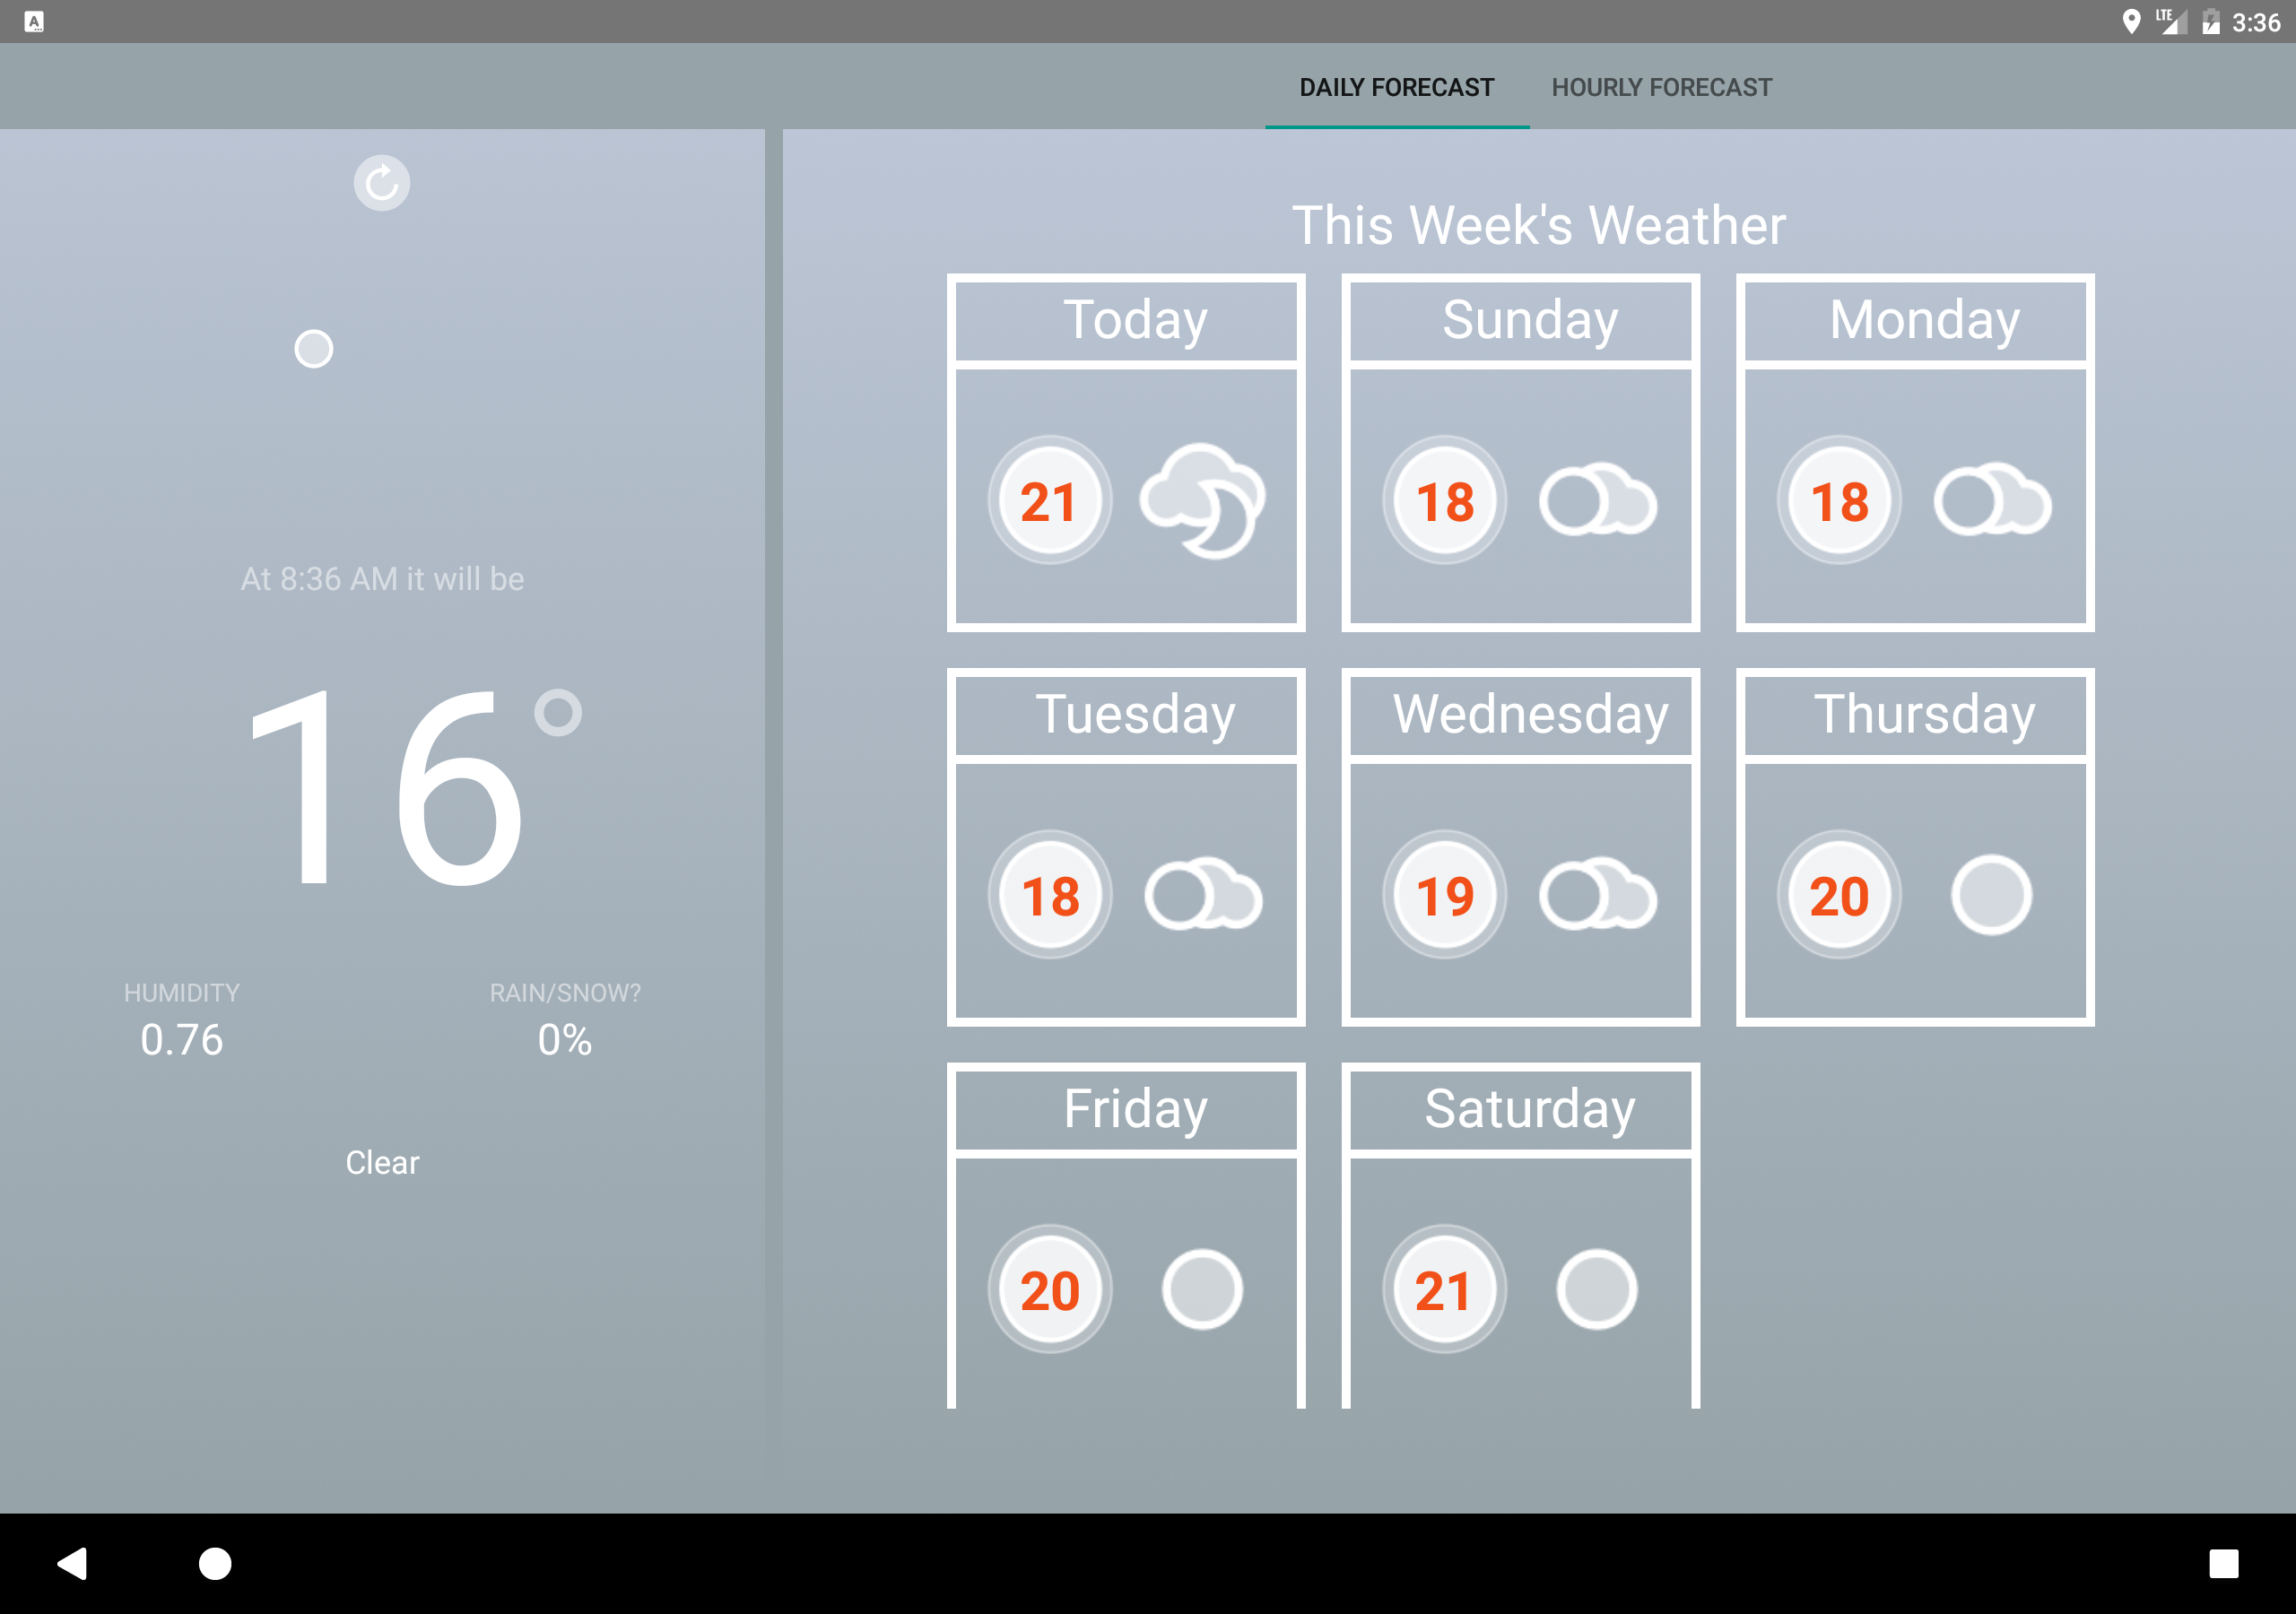 A
LTE
3:36
DAILY FORECAST
HOURLY FORECAST
At 8:36 AM it will be
16
HUMIDITY
0.76
RAIN/SNOW?
0%
Clear
This Week's Weather
Today
21
Sunday
18
Monday
18
Tuesday
18
Wednesday
19
Thursday
20
Friday
20
Saturday
21